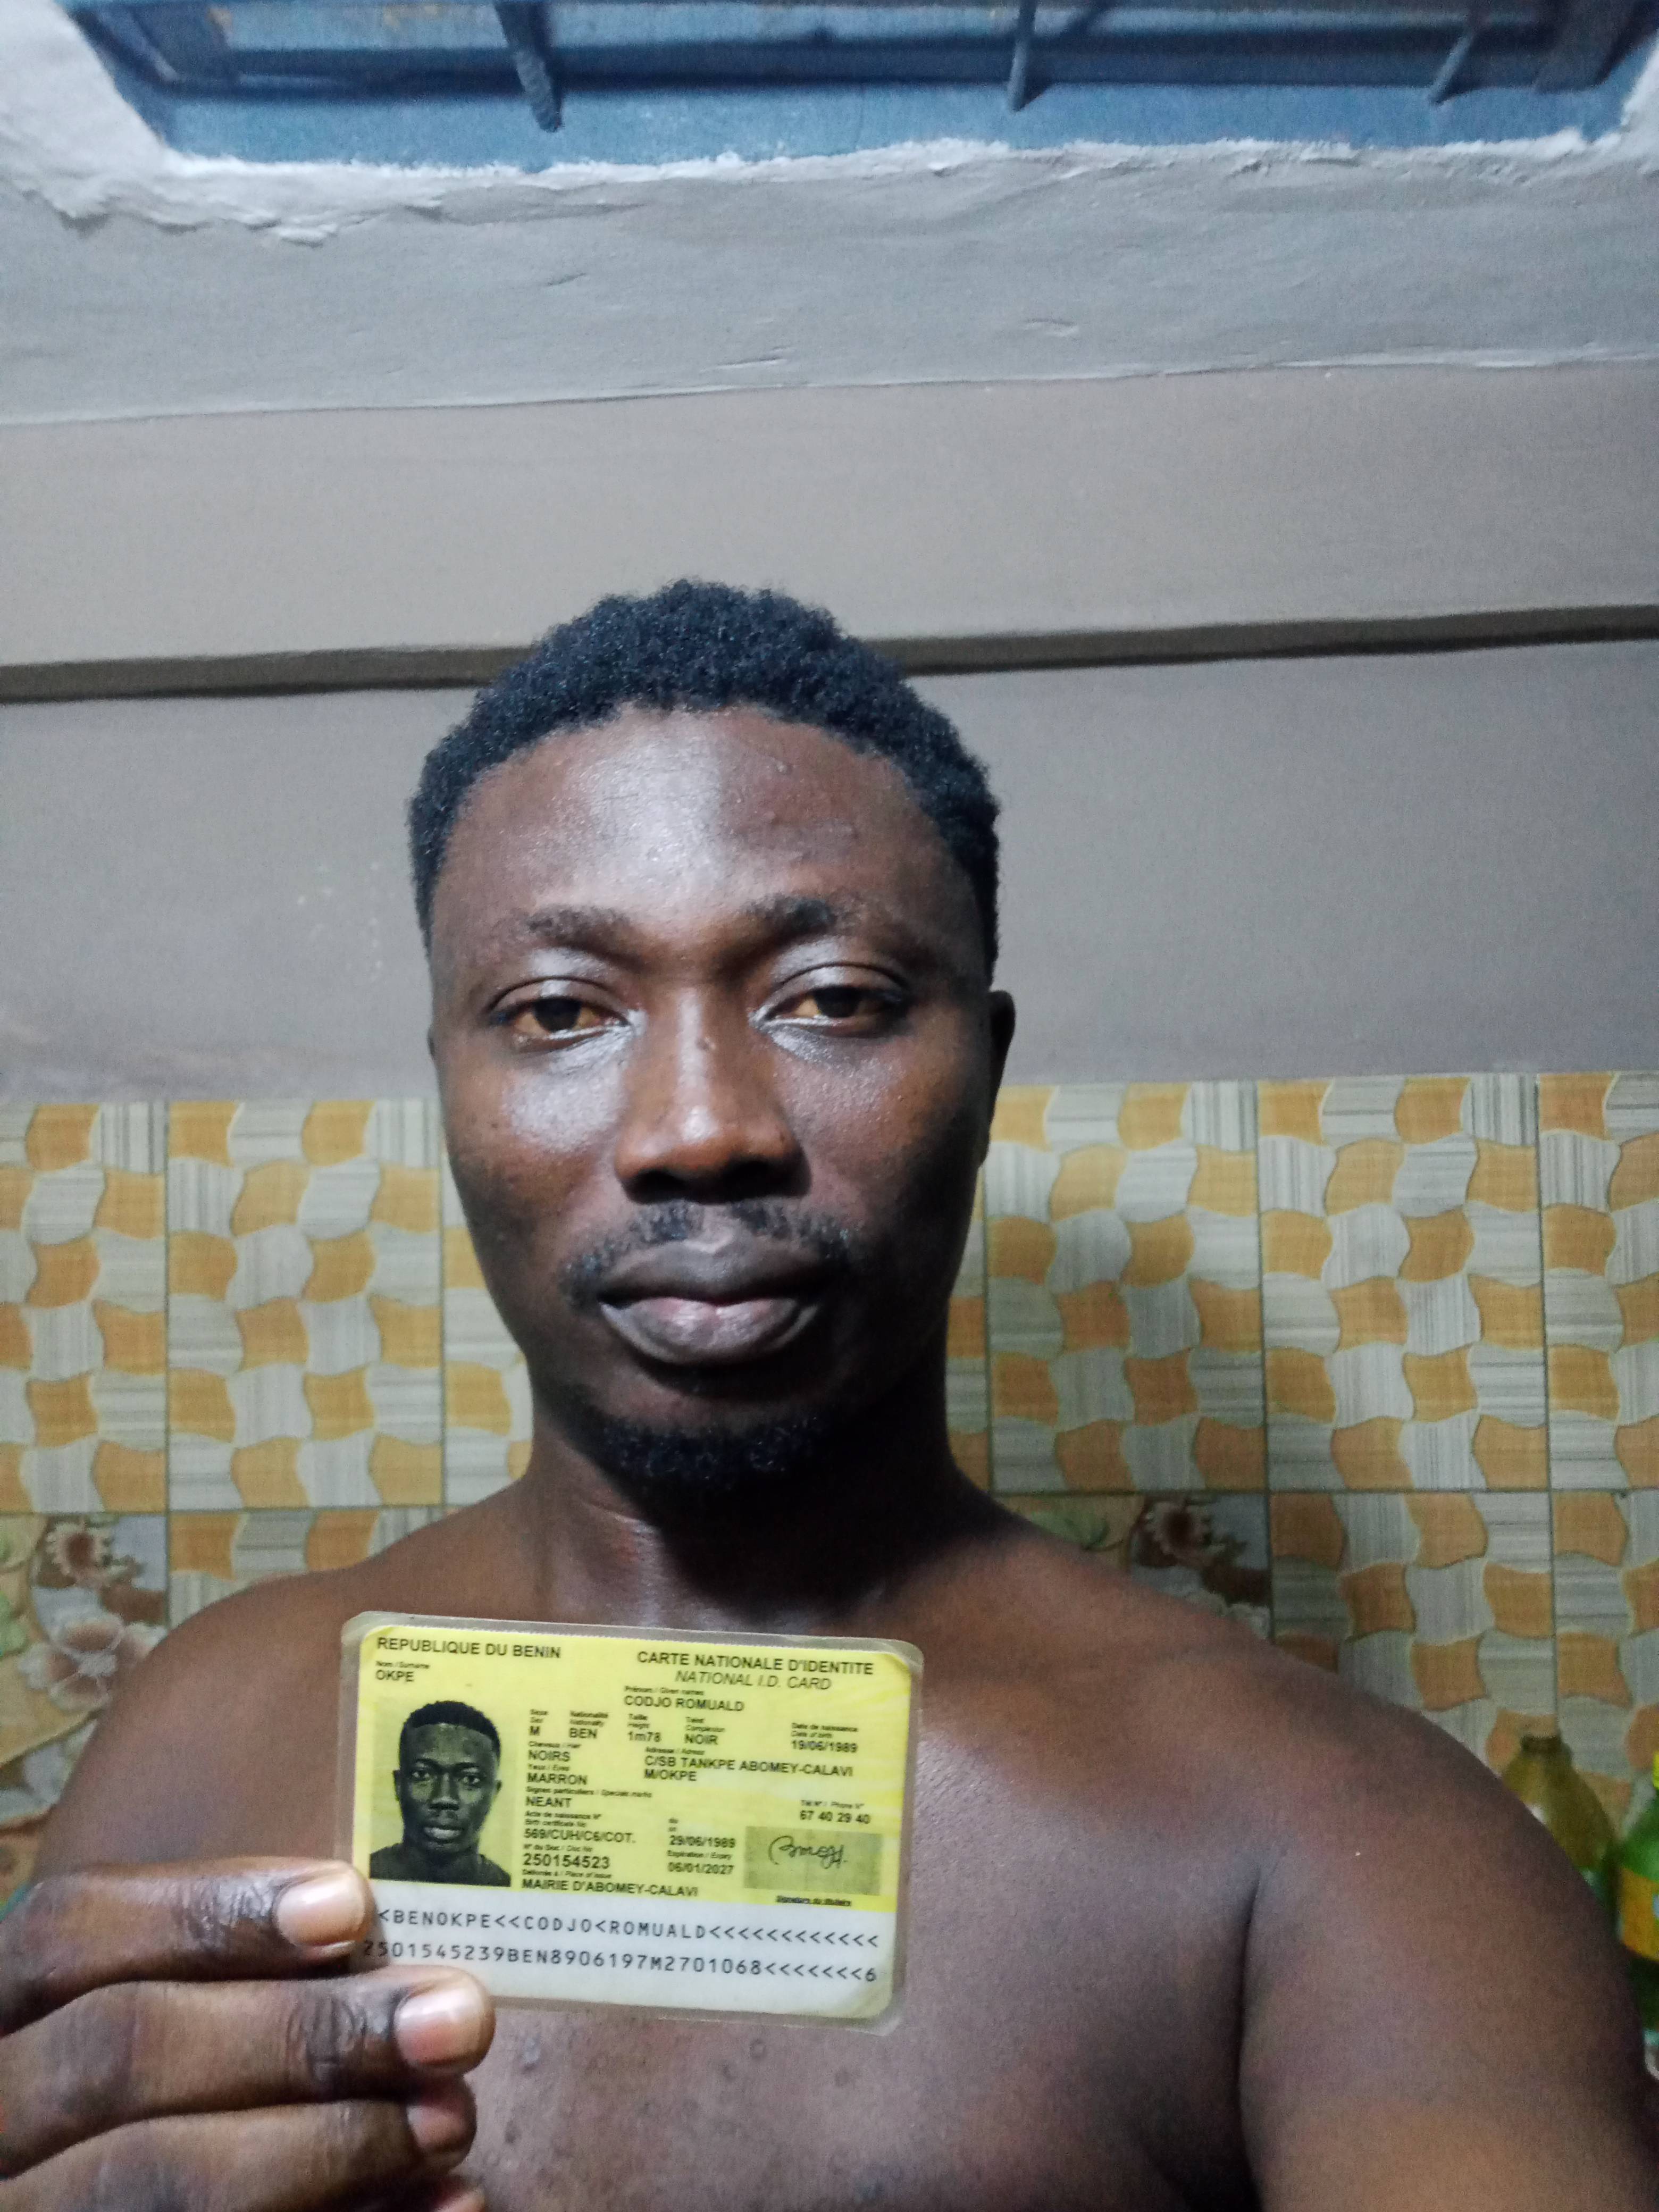 REPUBLIQUE DU BENIN
CARTE NATIONALE D'IDENTITE
NATIONAL I.D. CARD
Nom / Surname
OKPE
Prénom / Given names
CODJO ROMUALD
Sexe Nationalité Taille Teint Date de naissance
Sex Nationality Height Complexion Date of birth
M BEN 1m78 NOIR 19/06/1989
Cheveux / Hair
NOIRS
Adresse / Adress
C/SB TANKPE ABOMEY-CALAVI
M/OKPE
Yeux / Eyes
MARRON
Signes particuliers / Specials marks
NEANT
Tél N° / Phone N°
67 40 29 40
Acte de naissance N° du
Birth certificate No on
569/CUH/C6/COT. 29/06/1989
N° du Doc / Doc No Expiration / Expiry
250154523 06/01/2027
Délivrée à / Place of issue
MAIRIE D'ABOMEY-CALAVI
Signature du titulaire
<BENOKPE<<CODJO<ROMUALD<<<<<<<<<<<<
2501545239BEN8906197M2701068<<<<<<<6